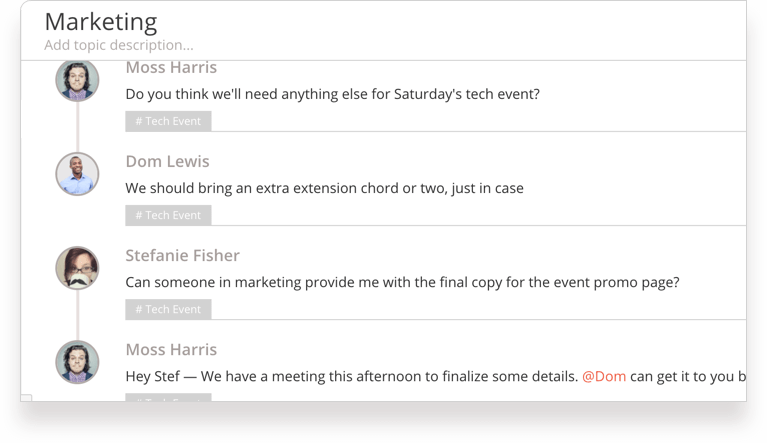 Marketing
Add topic description...
Moss Harris
Do you think we'll need anything else for Saturday's tech event?
# Tech Event
Dom Lewis
We should bring an extra extension chord or two, just in case
# Tech Event
Stefanie Fisher
Can someone in marketing provide me with the final copy for the event promo page?
# Tech Event
Moss Harris
Hey Stef — We have a meeting this afternoon to finalize some details. @Dom can get it to you b
# Tech Event